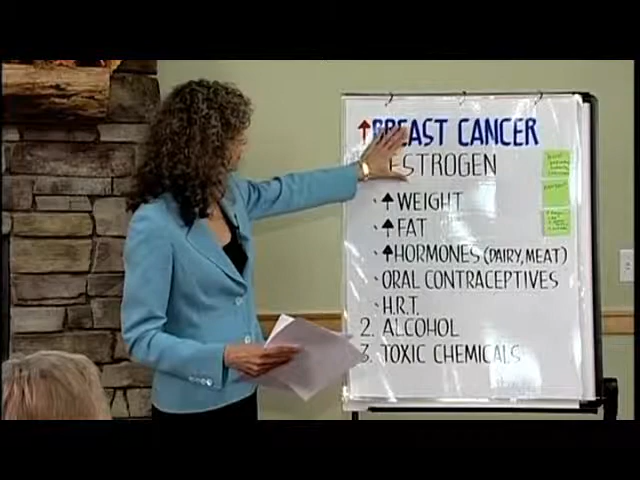 ↑ BREAST CANCER
ESTROGEN
• ↑ WEIGHT
• ↑ FAT
• ↑ HORMONES (DAIRY, MEAT)
• ORAL CONTRACEPTIVES
• H.R.T.
2. ALCOHOL
3. TOXIC CHEMICALS